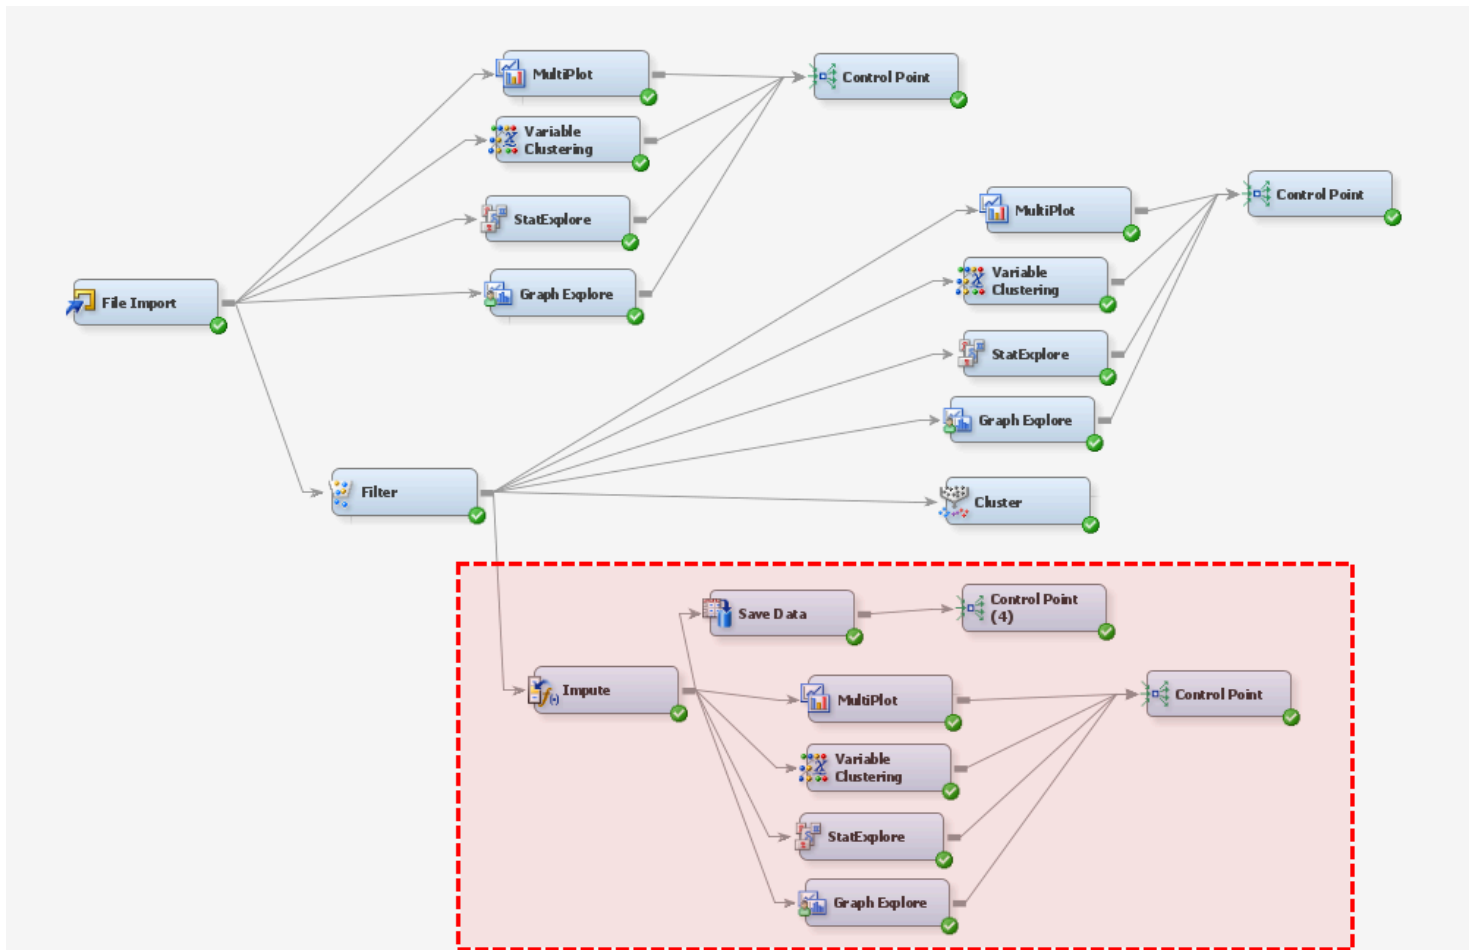 MultiPlot
Control Point
Variable
Clustering
StatExplore
Graph Explore
File Import
MultiPlot
Control Point
Variable
Clustering
StatExplore
Graph Explore
Filter
Cluster
Save Data
Control Point
(4)
Impute
MultiPlot
Control Point
Variable
Clustering
StatExplore
Graph Explore